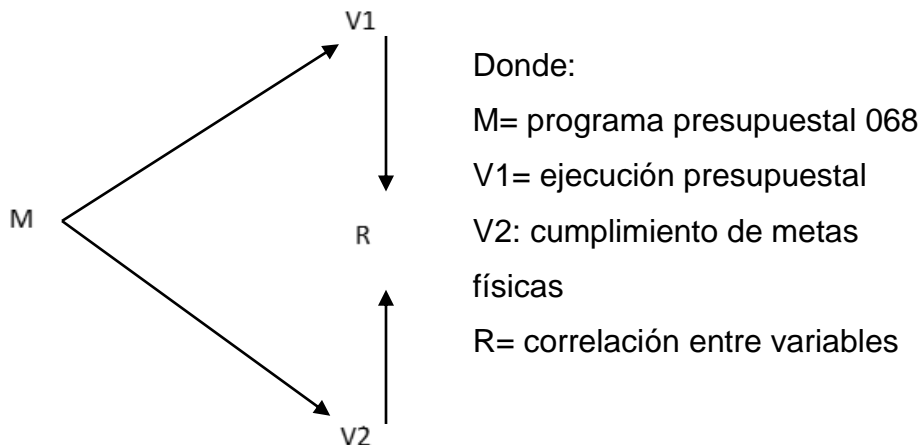 V1
M
R
V2
Donde:
M= programa presupuestal 068
V1= ejecución presupuestal
V2: cumplimiento de metas
físicas
R= correlación entre variables